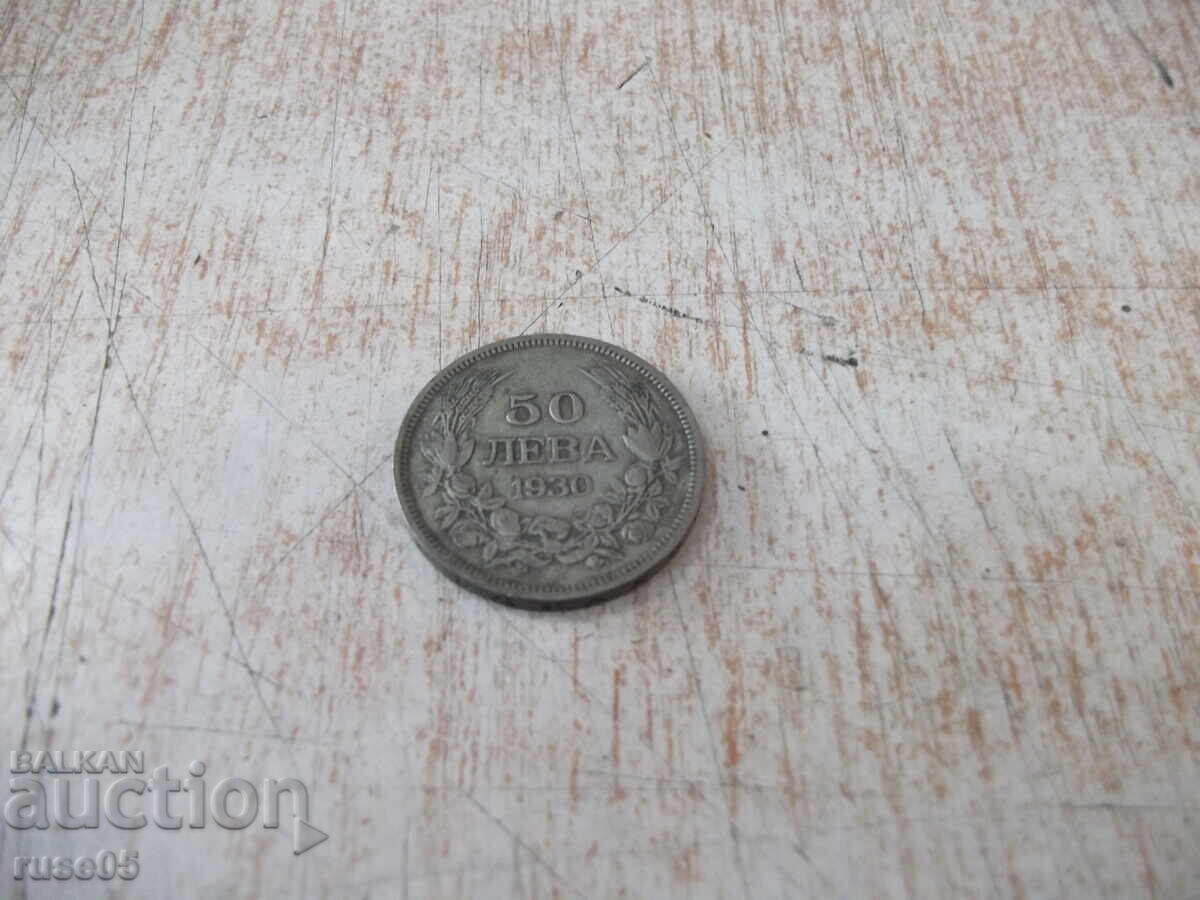 50
ЛЕВА
1930
BALKAN
auction
ruse05